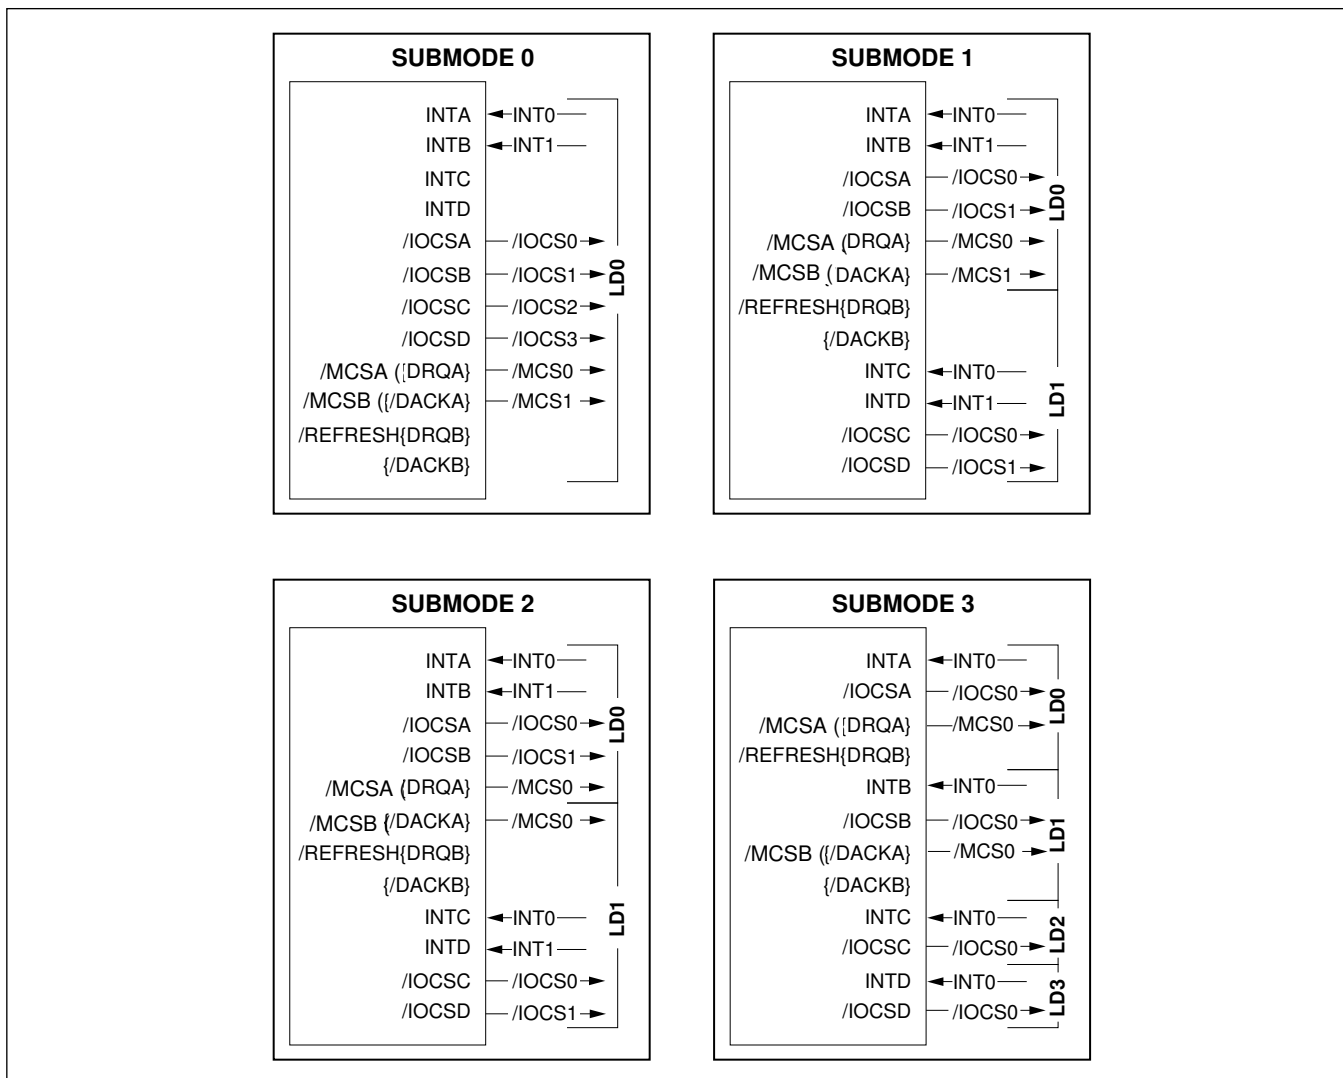 SUBMODE 0
INTA INT0
INTB INT1
INTC
INTD
/IOCSA /IOCS0
/IOCSB /IOCS1
/IOCSC /IOCS2
/IOCSD /IOCS3
/MCSA ({DRQA} /MCS0
/MCSB ({/DACKA} /MCS1
/REFRESH{DRQB}
{/DACKB}
LD0
SUBMODE 1
INTA INT0
INTB INT1
/IOCSA /IOCS0
/IOCSB /IOCS1
/MCSA (DRQA} /MCS0
/MCSB (DACKA} /MCS1
/REFRESH{DRQB}
{/DACKB}
INTC INT0
INTD INT1
/IOCSC /IOCS0
/IOCSD /IOCS1
LD0
LD1
SUBMODE 2
INTA INT0
INTB INT1
/IOCSA /IOCS0
/IOCSB /IOCS1
/MCSA (DRQA} /MCS0
/MCSB (/DACKA} /MCS0
/REFRESH{DRQB}
{/DACKB}
INTC INT0
INTD INT1
/IOCSC /IOCS0
/IOCSD /IOCS1
LD0
LD1
SUBMODE 3
INTA INT0
/IOCSA /IOCS0
/MCSA ({DRQA} /MCS0
/REFRESH{DRQB}
INTB INT0
/IOCSB /IOCS0
/MCSB ({/DACKA} /MCS0
{/DACKB}
INTC INT0
/IOCSC /IOCS0
INTD INT0
/IOCSD /IOCS0
LD0
LD1
LD2
LD3